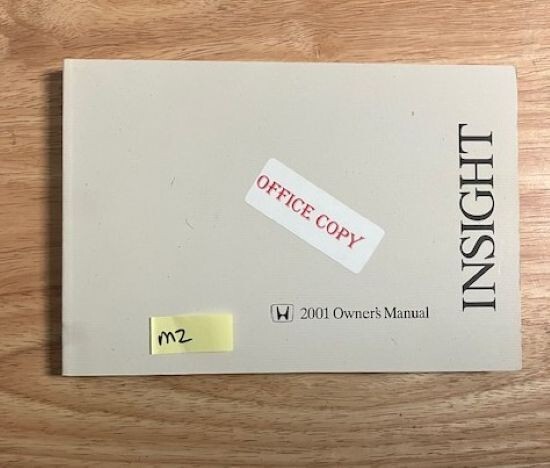 OFFICE COPY
INSIGHT
2001 Owner's Manual
m2